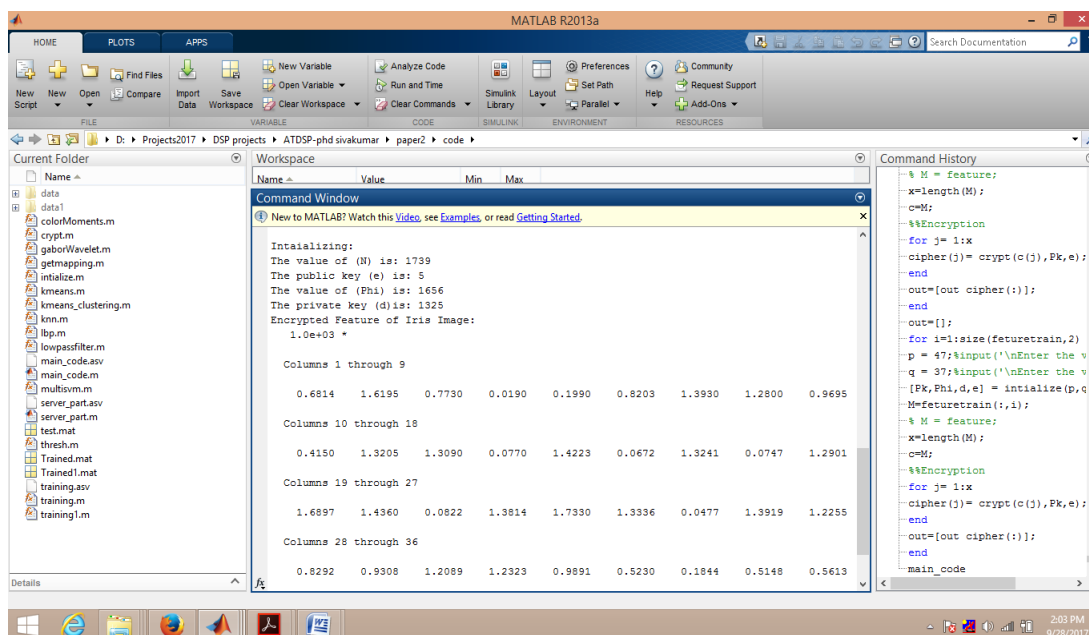 MATLAB R2013a
HOME PLOTS APPS Search Documentation
New Script New Open Find Files Compare Import Data Save Workspace New Variable Open Variable Clear Workspace Analyze Code Run and Time Clear Commands Simulink Library Layout Preferences Set Path Parallel Help Community Request Support Add-Ons
FILE VARIABLE CODE SIMULINK ENVIRONMENT RESOURCES
D: Projects2017 DSP projects ATDSP-phd sivakumar paper2 code
Current Folder
Name
data
data1
colorMoments.m
crypt.m
gaborWavelet.m
getmapping.m
intialize.m
kmeans.m
kmeans_clustering.m
knn.m
lbp.m
lowpassfilter.m
main_code.asv
main_code.m
multisvm.m
server_part.asv
server_part.m
test.mat
thresh.m
Trained.mat
Trained1.mat
training.asv
training.m
training1.m
Details
Workspace
Name Value Min Max
Command Window
New to MATLAB? Watch this Video, see Examples, or read Getting Started.
Intaializing:
The value of (N) is: 1739
The public key (e) is: 5
The value of (Phi) is: 1656
The private key (d)is: 1325
Encrypted Feature of Iris Image:
1.0e+03 *
Columns 1 through 9
0.6814 1.6195 0.7730 0.0190 0.1990 0.8203 1.3930 1.2800 0.9695
Columns 10 through 18
0.4150 1.3205 1.3090 0.0770 1.4223 0.0672 1.3241 0.0747 1.2901
Columns 19 through 27
1.6897 1.4360 0.0822 1.3814 1.7330 1.3336 0.0477 1.3919 1.2255
Columns 28 through 36
0.8292 0.9308 1.2089 1.2323 0.9891 0.5230 0.1844 0.5148 0.5613
fx
Command History
% M = feature;
x=length(M);
c=M;
%%Encryption
for j= 1:x
cipher(j)= crypt(c(j),Pk,e);
end
out=[out cipher(:)];
end
out=[];
for i=1:size(feturetrain,2)
p = 47;%input('\nEnter the v
q = 37;%input('\nEnter the v
[Pk,Phi,d,e] = intialize(p,q
M=feturetrain(:,i);
% M = feature;
x=length(M);
c=M;
%%Encryption
for j= 1:x
cipher(j)= crypt(c(j),Pk,e);
end
out=[out cipher(:)];
end
main_code
2:03 PM